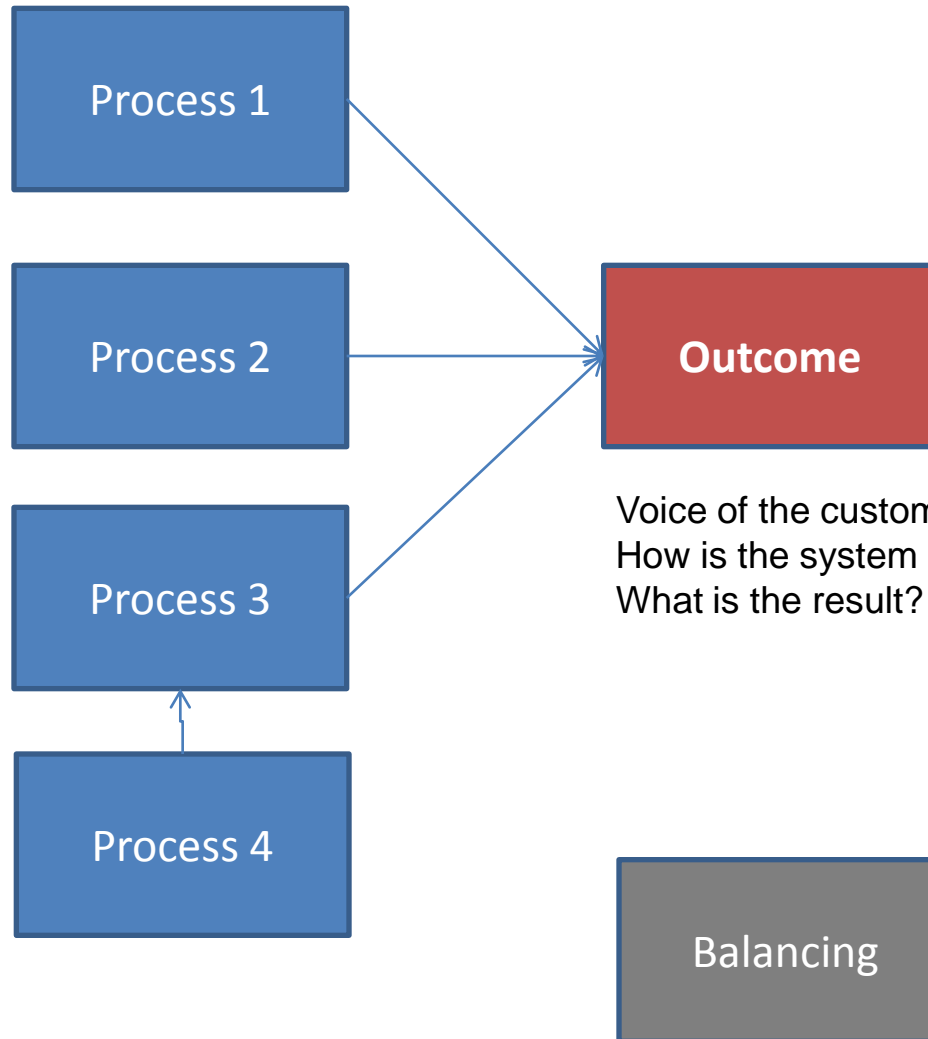 Process 1
Process 2
Outcome
Voice of the custom
How is the system
What is the result?
Process 3
Process 4
Balancing